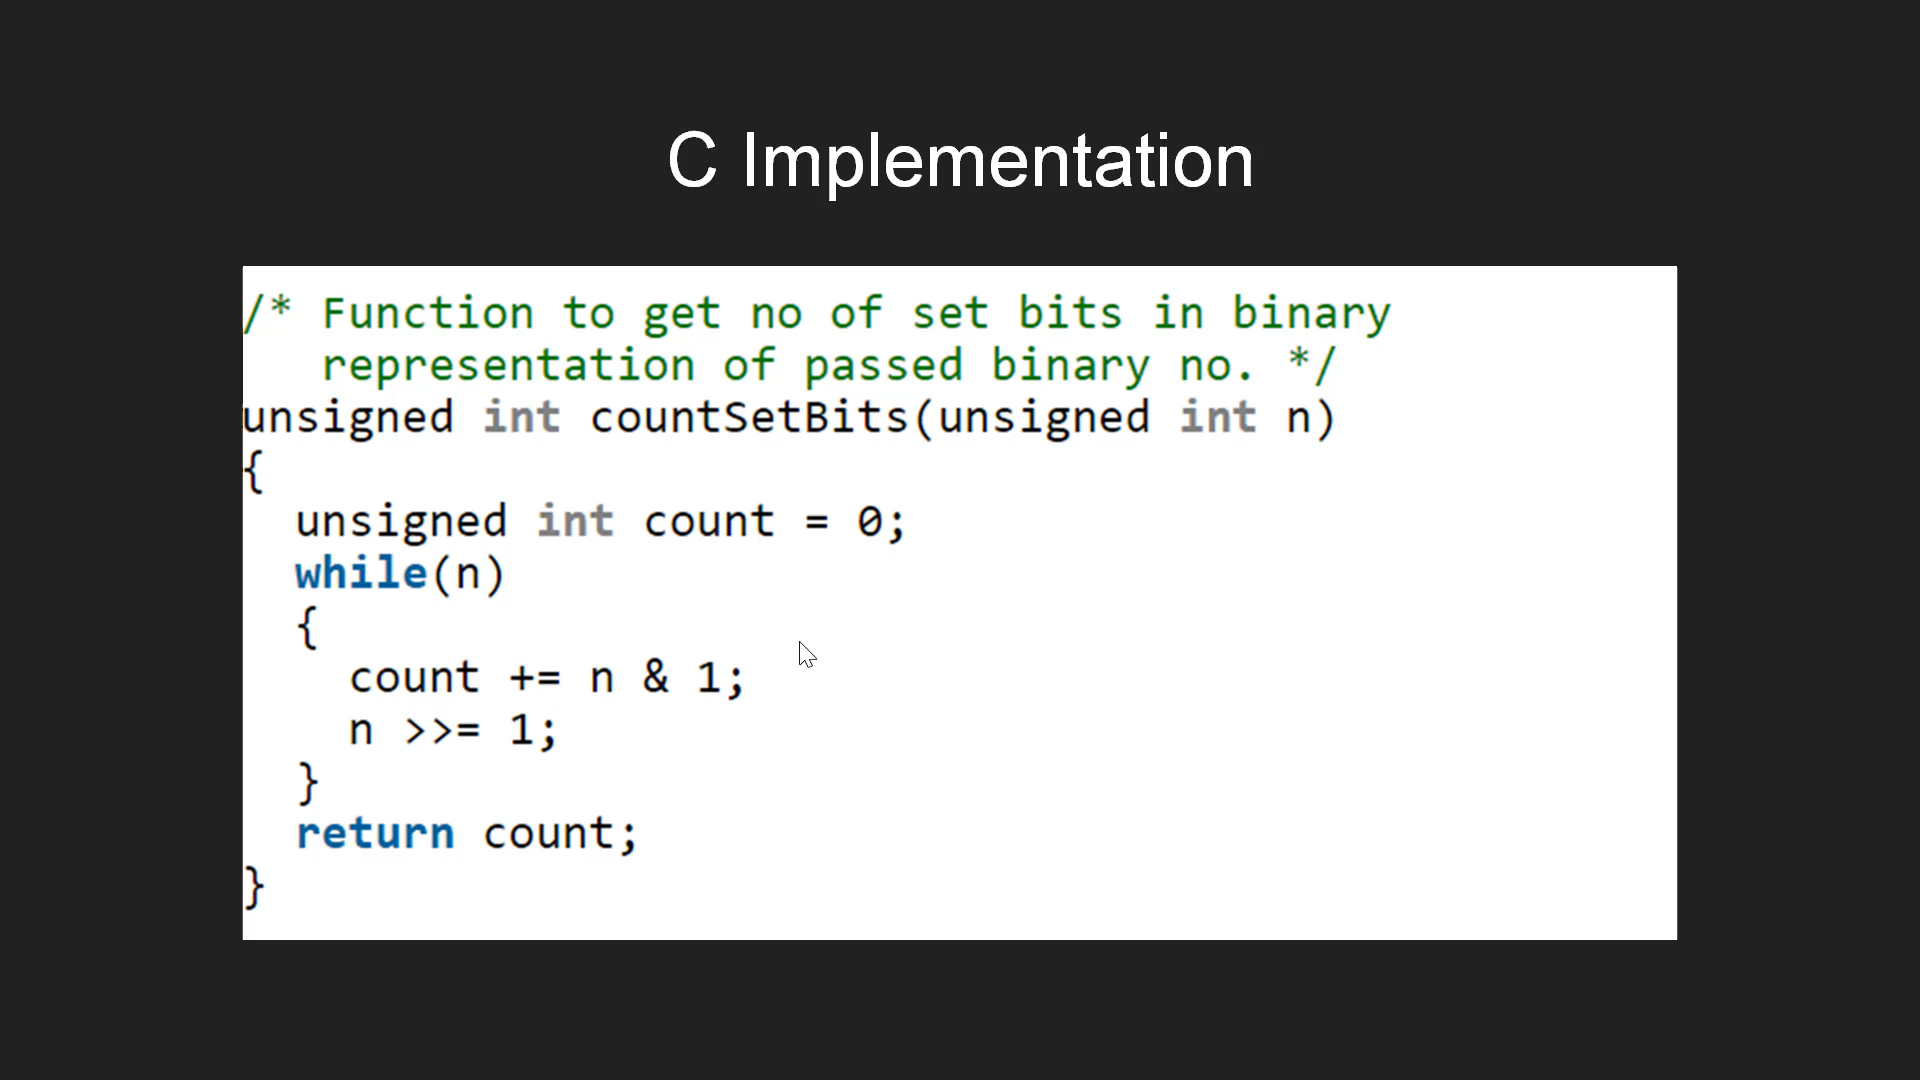 C Implementation
/* Function to get no of set bits in binary
representation of passed binary no. */
unsigned int countSetBits(unsigned int n)
{
unsigned int count = 0;
while(n)
{
count += n & 1;
n >>= 1;
}
return count;
}